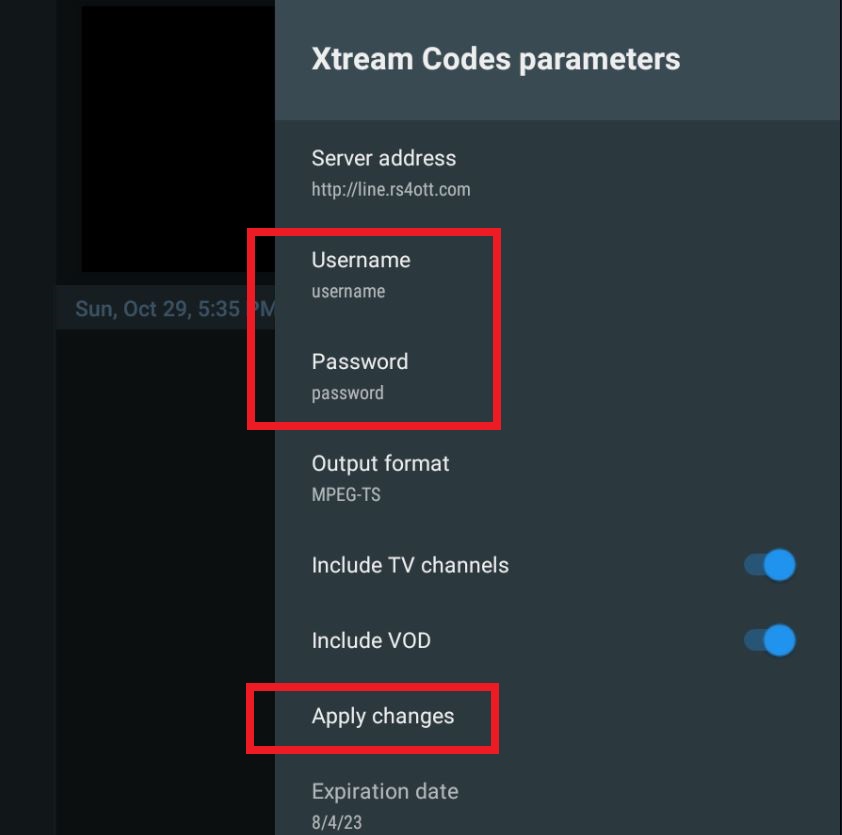 Xtream Codes parameters
Server address
http://line.rs4ott.com
Username
username
Sun, Oct 29, 5:35 PM
Password
password
Output format
MPEG-TS
Include TV channels
Include VOD
Apply changes
Expiration date
8/4/23